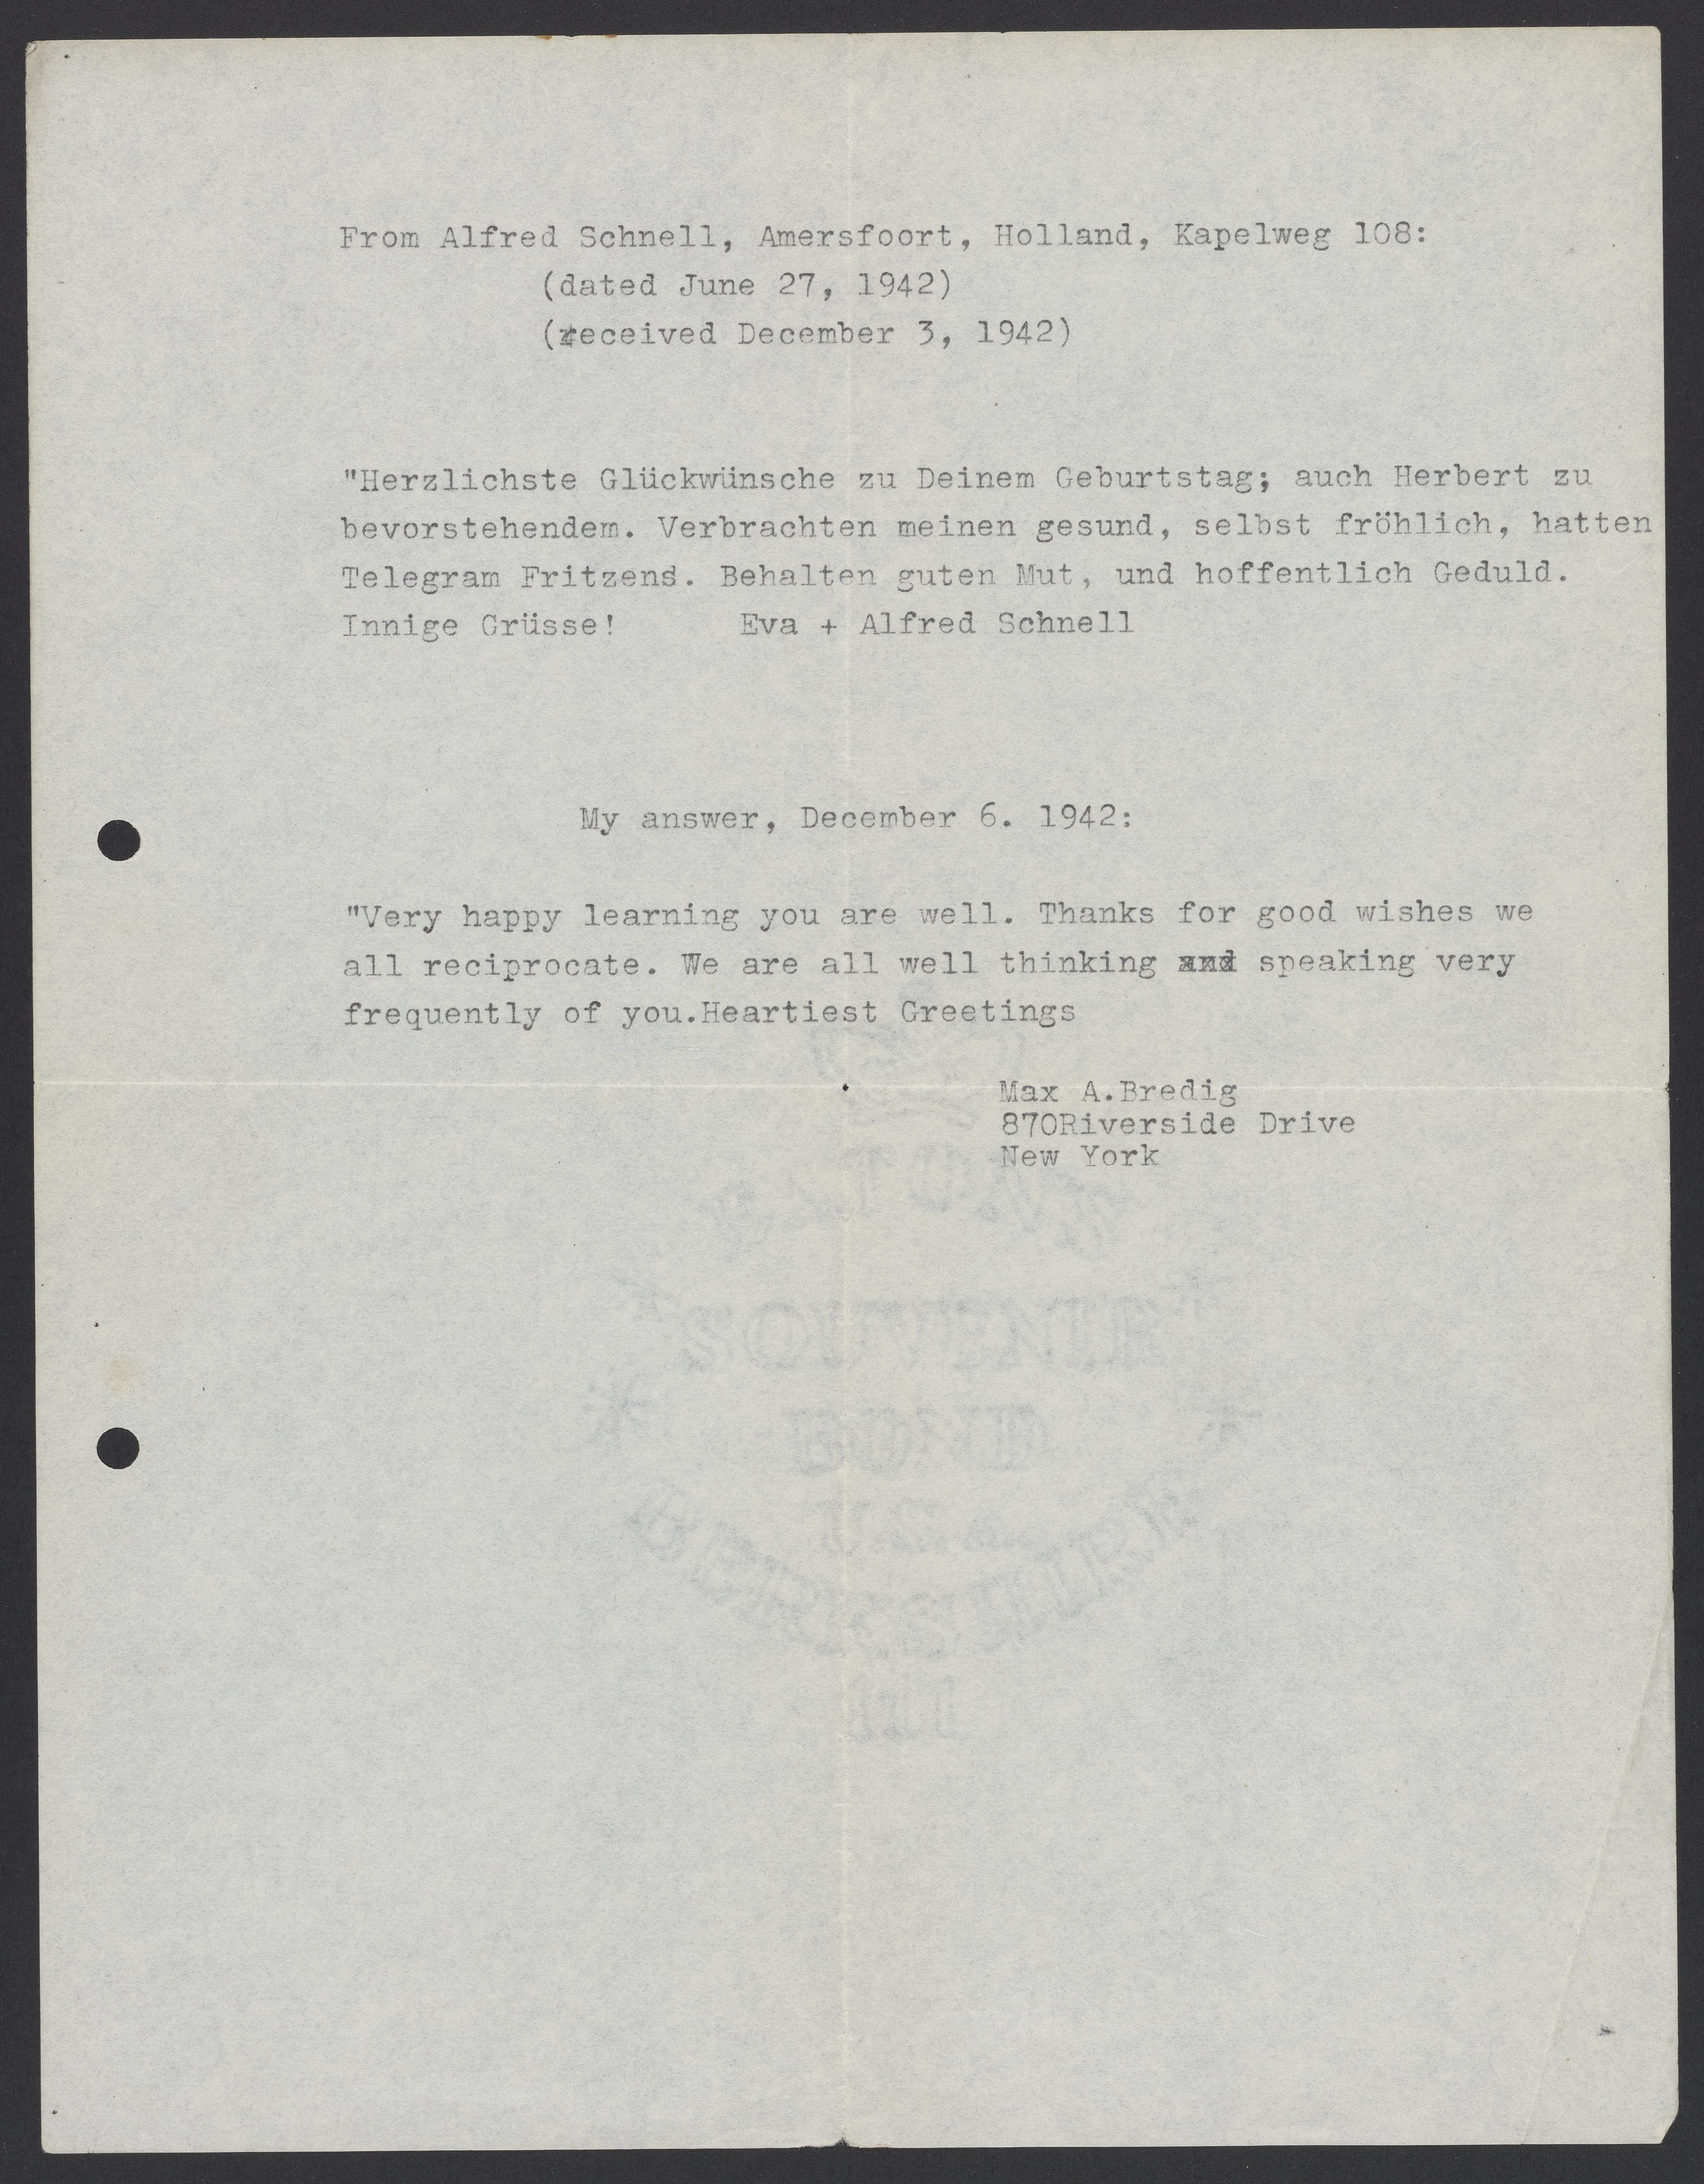 From Alfred Schnell, Amersfoort, Holland, Kapelweg 108:
(dated June 27, 1942)
(received December 3, 1942)
"Herzlichste Glückwünsche zu Deinem Geburtstag; auch Herbert zu
bevorstehendem. Verbrachten meinen gesund, selbst fröhlich, hatten
Telegram Fritzens. Behalten guten Mut, und hoffentlich Geduld.
Innige Grüsse! Eva + Alfred Schnell
My answer, December 6. 1942:
"Very happy learning you are well. Thanks for good wishes we
all reciprocate. We are all well thinking and speaking very
frequently of you.Heartiest Greetings
Max A.Bredig
870Riverside Drive
New York